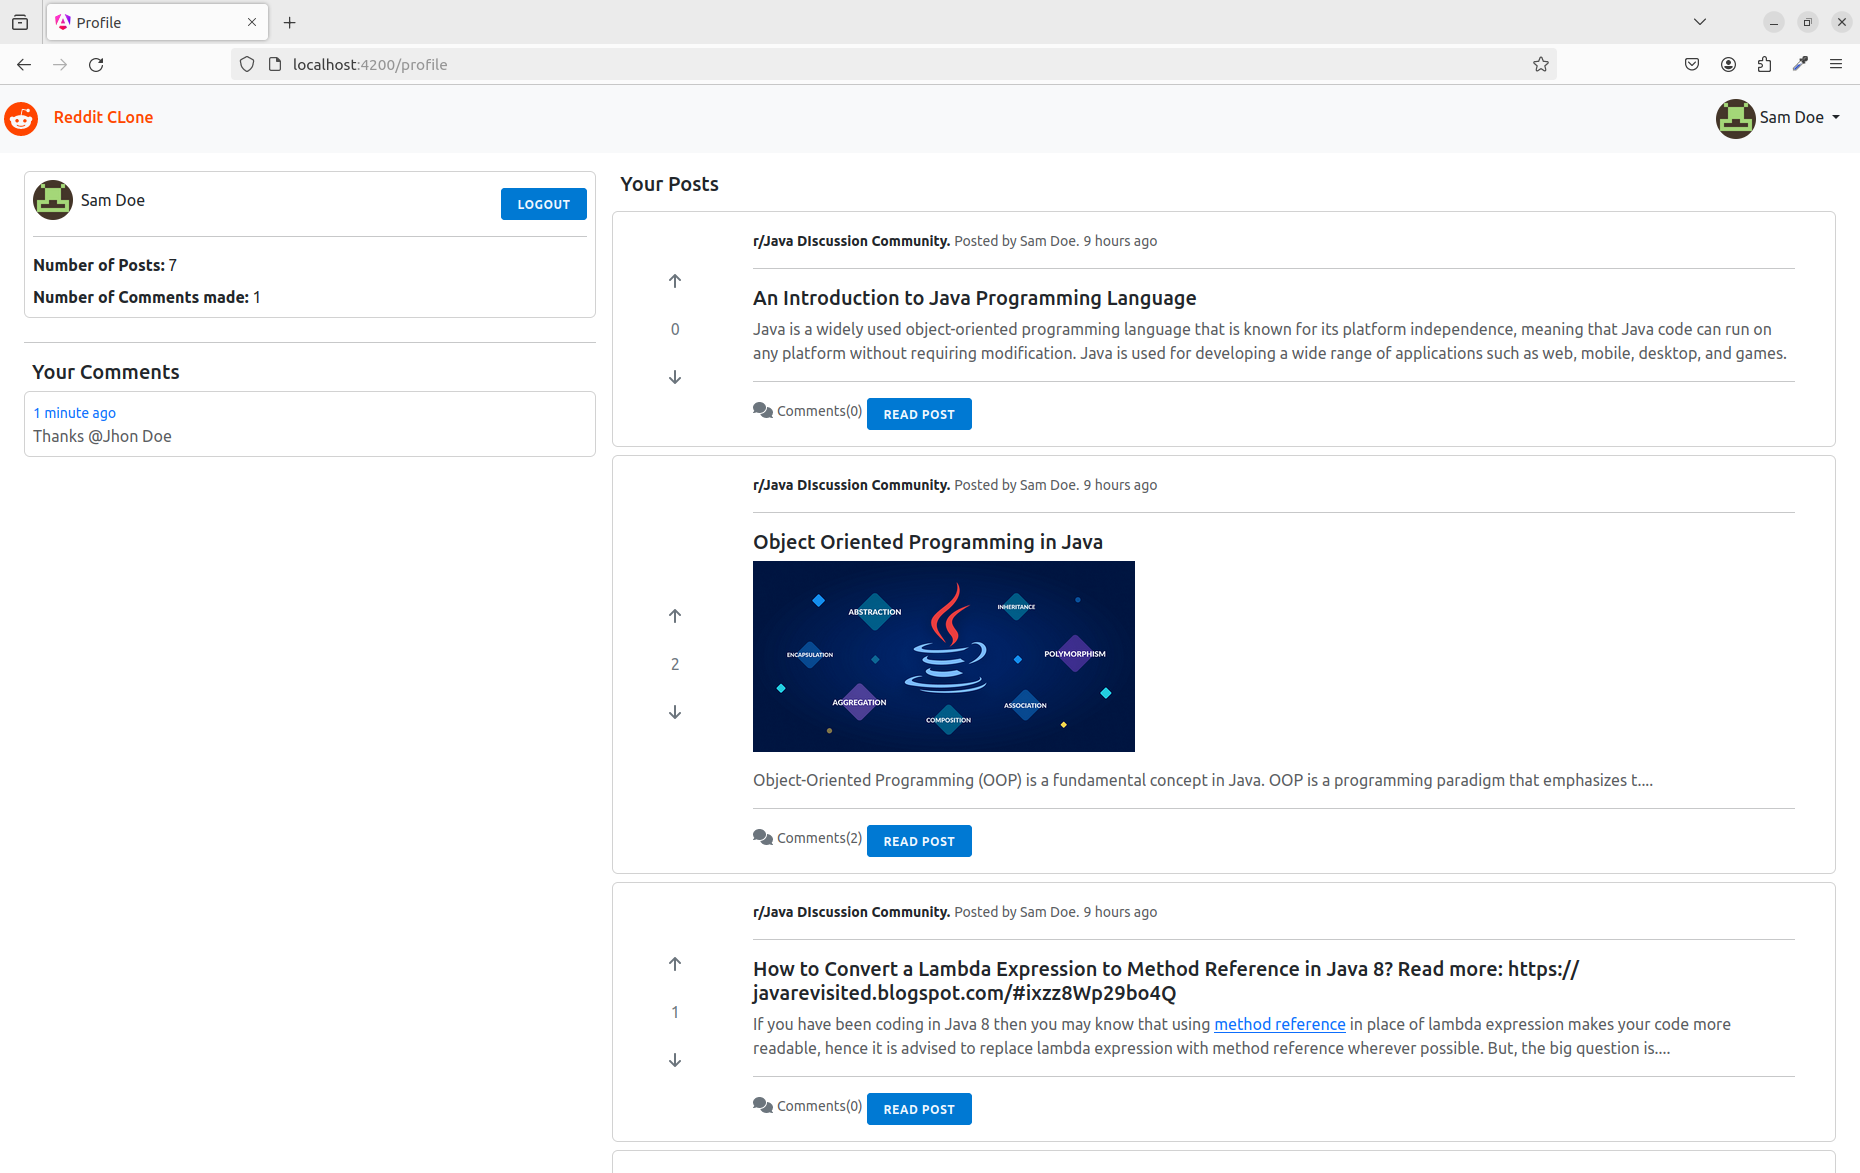 Profile
localhost:4200/profile
Reddit CLone
Sam Doe
Sam Doe
LOGOUT
Number of Posts: 7
Number of Comments made: 1
Your Comments
1 minute ago
Thanks @Jhon Doe
Your Posts
r/Java DIscussion Community. Posted by Sam Doe. 9 hours ago
An Introduction to Java Programming Language
0
Java is a widely used object-oriented programming language that is known for its platform independence, meaning that Java code can run on
any platform without requiring modification. Java is used for developing a wide range of applications such as web, mobile, desktop, and games.
Comments(0) READ POST
r/Java DIscussion Community. Posted by Sam Doe. 9 hours ago
Object Oriented Programming in Java
ABSTRACTION
INHERITANCE
ENCAPSULATION
POLYMORPHISM
2
AGGREGATION
ASSOCIATION
COMPOSITION
Object-Oriented Programming (OOP) is a fundamental concept in Java. OOP is a programming paradigm that emphasizes t....
Comments(2) READ POST
r/Java DIscussion Community. Posted by Sam Doe. 9 hours ago
How to Convert a Lambda Expression to Method Reference in Java 8? Read more: https://
javarevisited.blogspot.com/#ixzz8Wp29bo4Q
1
If you have been coding in Java 8 then you may know that using method reference in place of lambda expression makes your code more
readable, hence it is advised to replace lambda expression with method reference wherever possible. But, the big question is....
Comments(0) READ POST